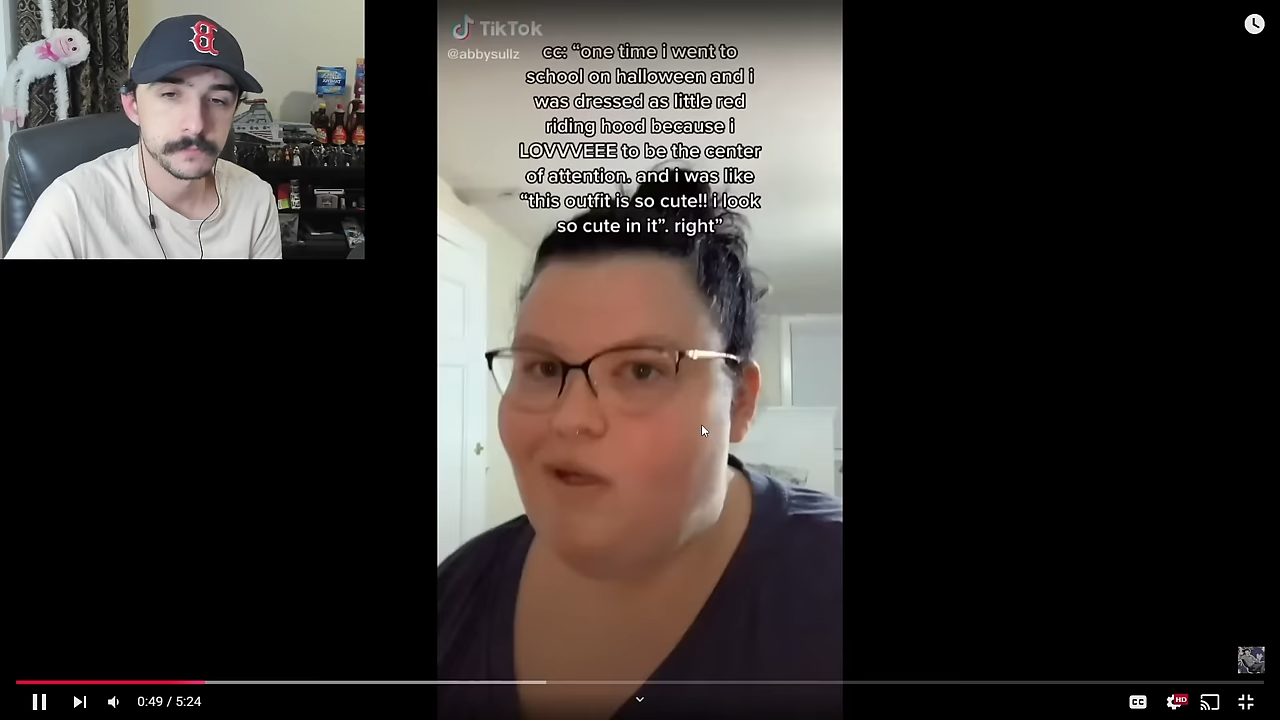 TikTok
@abbysullz
cc: “one time i went to
school on halloween and i
was dressed as little red
riding hood because i
LOVVVEEE to be the center
of attention. and i was like
“this outfit is so cute!! i look
so cute in it”. right”
B
0:49 / 5:24
CC
HD